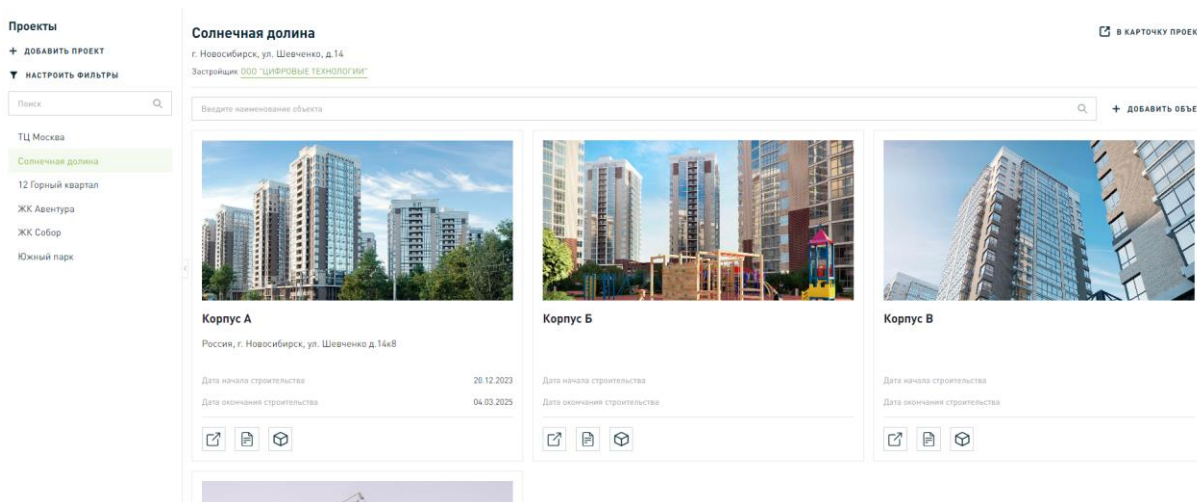 Проекты
+ ДОБАВИТЬ ПРОЕКТ
НАСТРОИТЬ ФИЛЬТРЫ
Поиск
ТЦ Москва
Солнечная долина
12 Горный квартал
ЖК Авентура
ЖК Собор
Южный парк
Солнечная долина
В КАРТОЧКУ ПРОЕК
г. Новосибирск, ул. Шевченко, д.14
Застройщик ООО "ЦИФРОВЫЕ ТЕХНОЛОГИИ"
Введите наименование объекта
+ ДОБАВИТЬ ОБЪЕ
Корпус А
Россия, г. Новосибирск, ул. Шевченко д.14к8
Дата начала строительства 20.12.2023
Дата окончания строительства 04.03.2025
Корпус Б
Дата начала строительства
Дата окончания строительства
Корпус В
Дата начала строительства
Дата окончания строительства